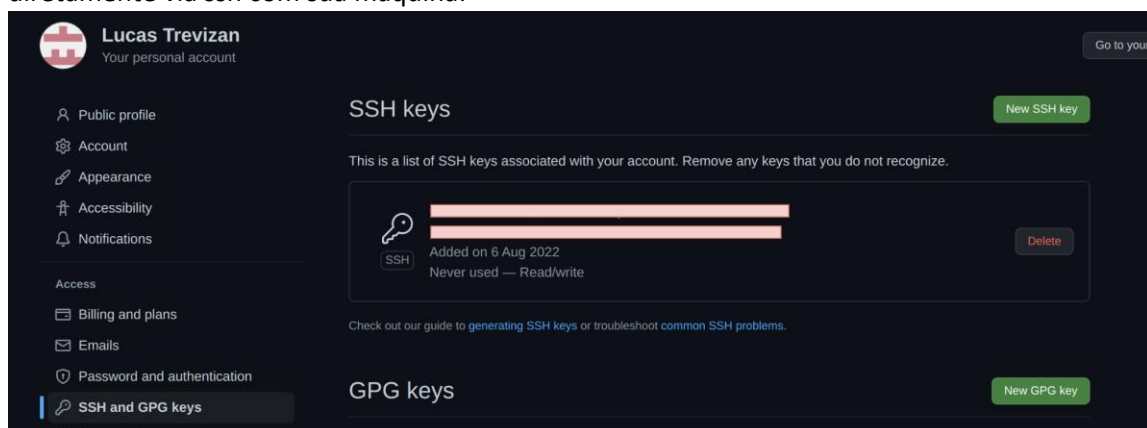 diretamente via ssh com sua máquina.
Lucas Trevizan
Your personal account
Go to your
Public profile
Account
Appearance
Accessibility
Notifications
Access
Billing and plans
Emails
Password and authentication
SSH and GPG keys
SSH keys
New SSH key
This is a list of SSH keys associated with your account. Remove any keys that you do not recognize.
SSH
Added on 6 Aug 2022
Never used — Read/write
Delete
Check out our guide to generating SSH keys or troubleshoot common SSH problems.
GPG keys
New GPG key